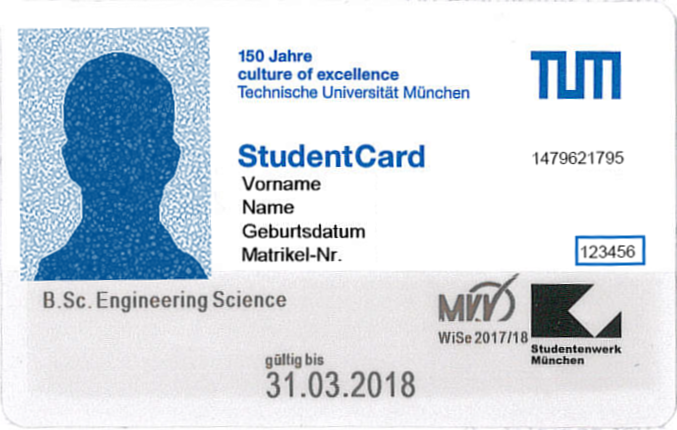 150 Jahre
culture of excellence
Technische Universität München
TUM
StudentCard
1479621795
Vorname
Name
Geburtsdatum
Matrikel-Nr.
123456
B.Sc. Engineering Science
MVV
WiSe 2017/18
Studentenwerk
München
gültig bis
31.03.2018